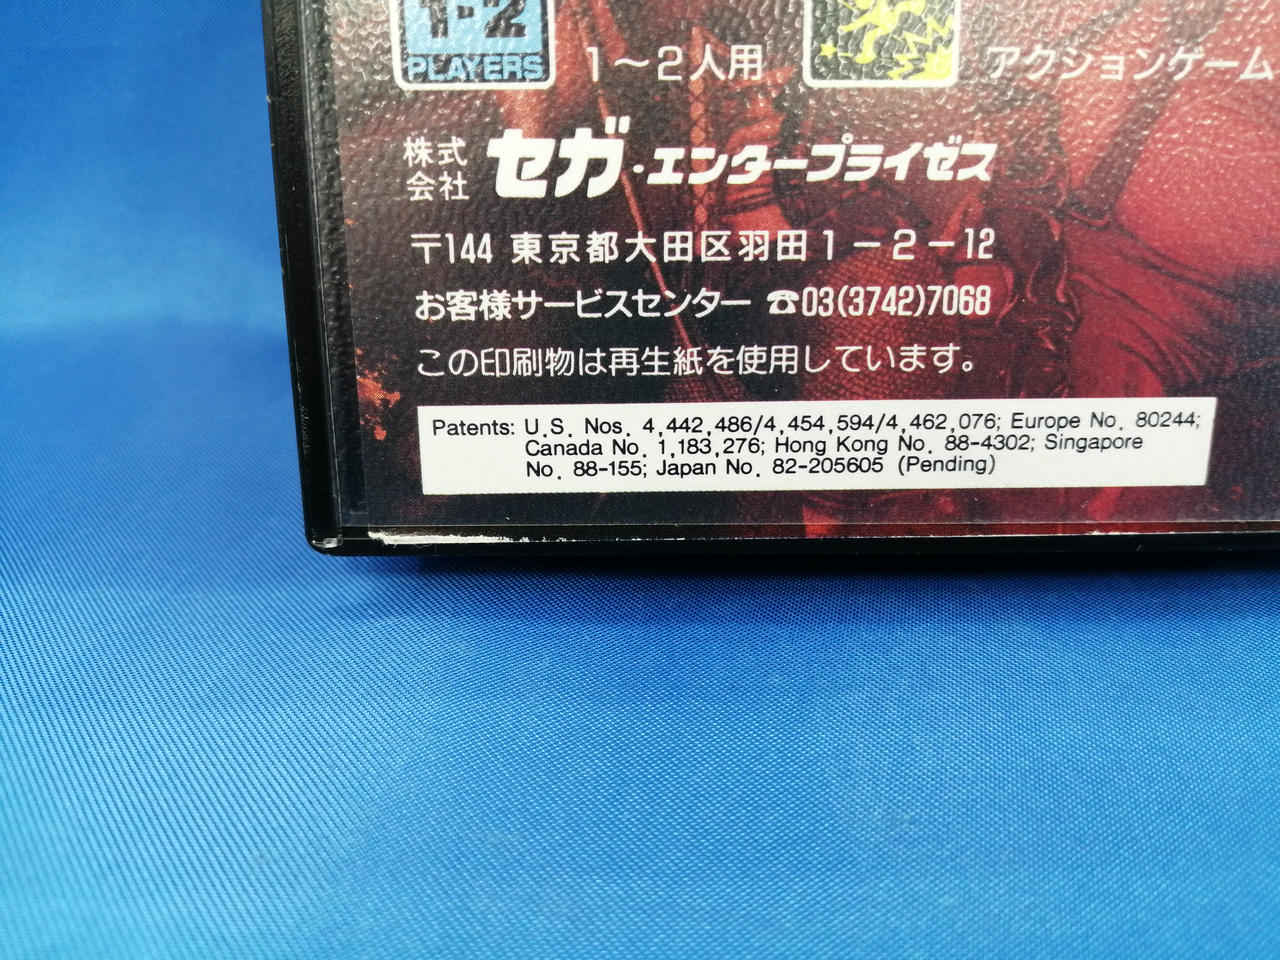 1-2
PLAYERS
1〜2人用
アクションゲーム
株式会社 セガ・エンタープライゼス
〒144 東京都大田区羽田1-2-12
お客様サービスセンター ☎03(3742)7068
この印刷物は再生紙を使用しています。
Patents: U.S. Nos. 4,442,486/4,454,594/4,462,076; Europe No. 80244;
Canada No. 1,183,276; Hong Kong No. 88-4302; Singapore
No. 88-155; Japan No. 82-205605 (Pending)